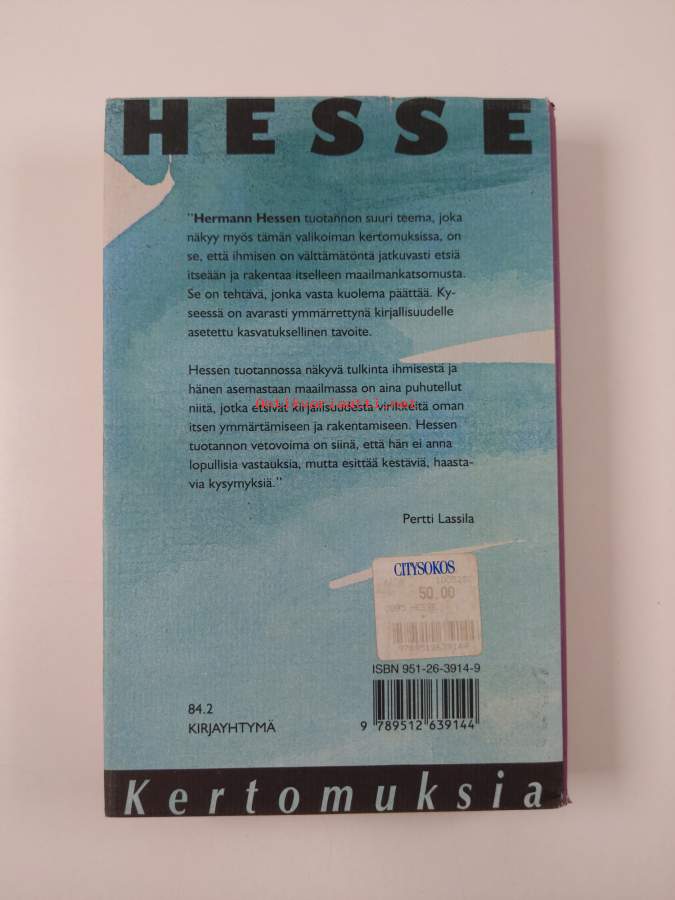 HESSE
"Hermann Hessen tuotannon suuri teema, joka
näkyy myös tämän valikoiman kertomuksissa, on
se, että ihmisen on välttämätöntä jatkuvasti etsiä
itseään ja rakentaa itselleen maailmankatsomusta.
Se on tehtävä, jonka vasta kuolema päättää. Ky-
seessä on avarasti ymmärrettynä kirjallisuudelle
asetettu kasvatuksellinen tavoite.
Hessen tuotannossa näkyvä tulkinta ihmisestä ja
hänen asemastaan maailmassa on aina puhutellut
niitä, jotka etsivät kirjallisuudesta virikkeitä oman
itsen ymmärtämiseen ja rakentamiseen. Hessen
tuotannon vetovoima on siinä, että hän ei anna
lopullisia vastauksia, mutta esittää kestäviä, haasta-
via kysymyksiä."
Pertti Lassila
CITYSOKOS
50.00
HESSE
9789512639144
ISBN 951-26-3914-9
9 789512 639144
84.2
KIRJAYHTYMÄ
Kertomuksia